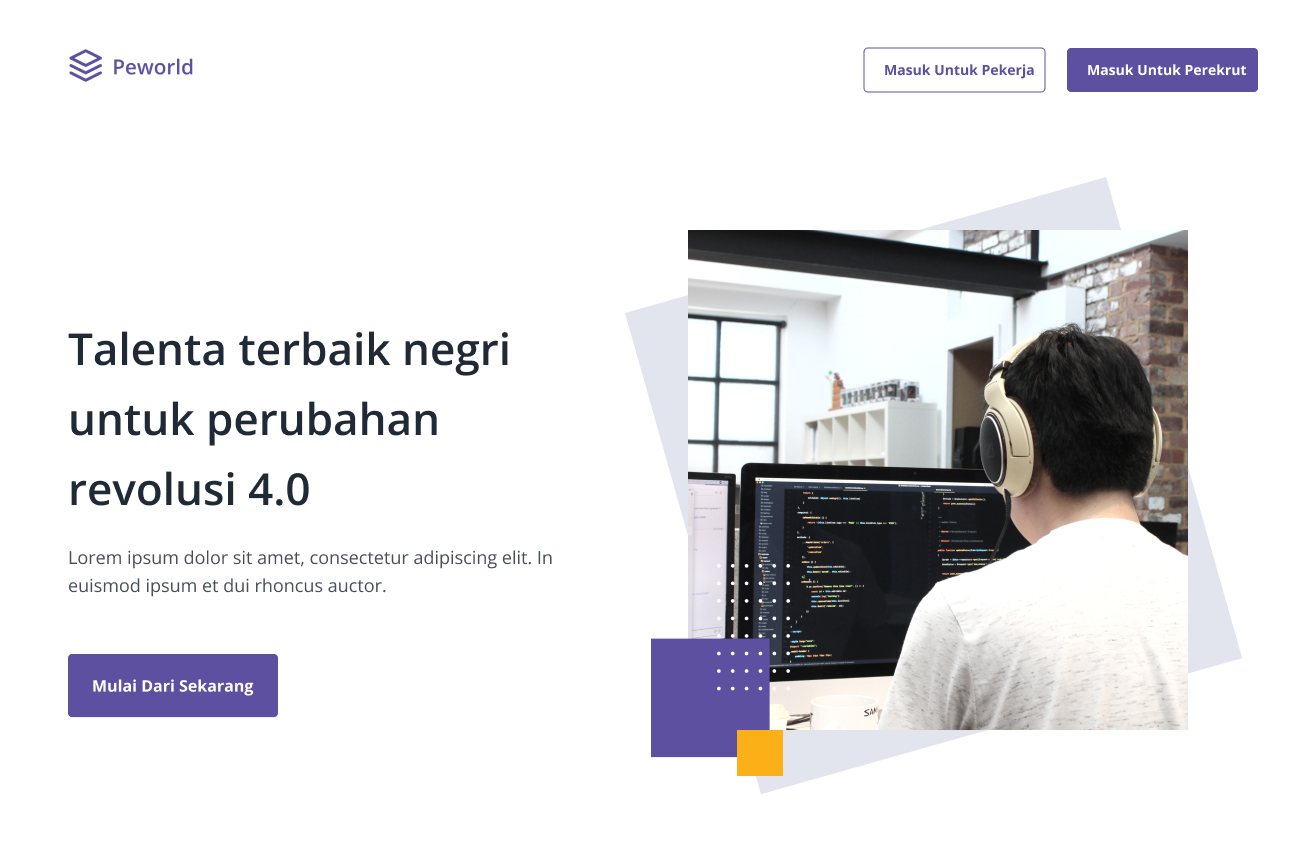 Peworld
Masuk Untuk Pekerja
Masuk Untuk Perekrut
Talenta terbaik negri
untuk perubahan
revolusi 4.0
Lorem ipsum dolor sit amet, consectetur adipiscing elit. In
euismod ipsum et dui rhoncus auctor.
Mulai Dari Sekarang